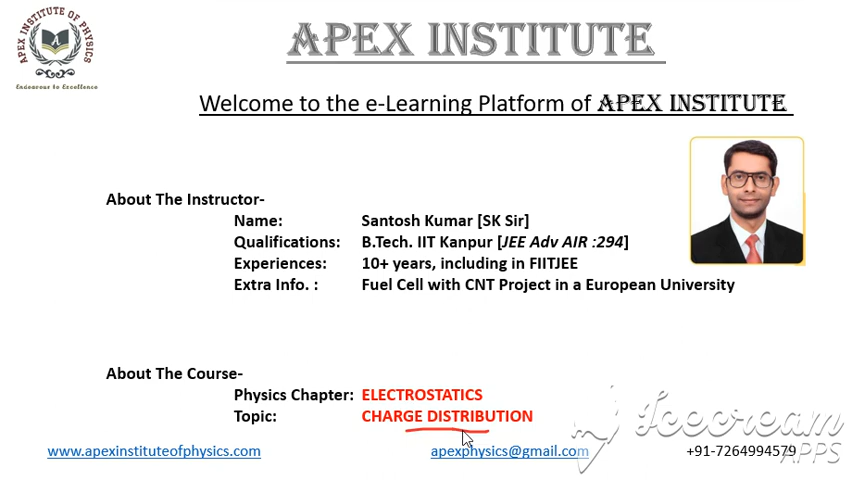 APEX INSTITUTE OF PHYSICS
A
Endeavour to Excellence
APEX INSTITUTE
Welcome to the e-Learning Platform of APEX INSTITUTE
About The Instructor-
Name: Santosh Kumar [SK Sir]
Qualifications: B.Tech. IIT Kanpur [JEE Adv AIR :294]
Experiences: 10+ years, including in FIITJEE
Extra Info. : Fuel Cell with CNT Project in a European University
About The Course-
Physics Chapter: ELECTROSTATICS
Topic: CHARGE DISTRIBUTION
www.apexinstituteofphysics.com apexphysics@gmail.com +91-7264994579
Icecream
APPS